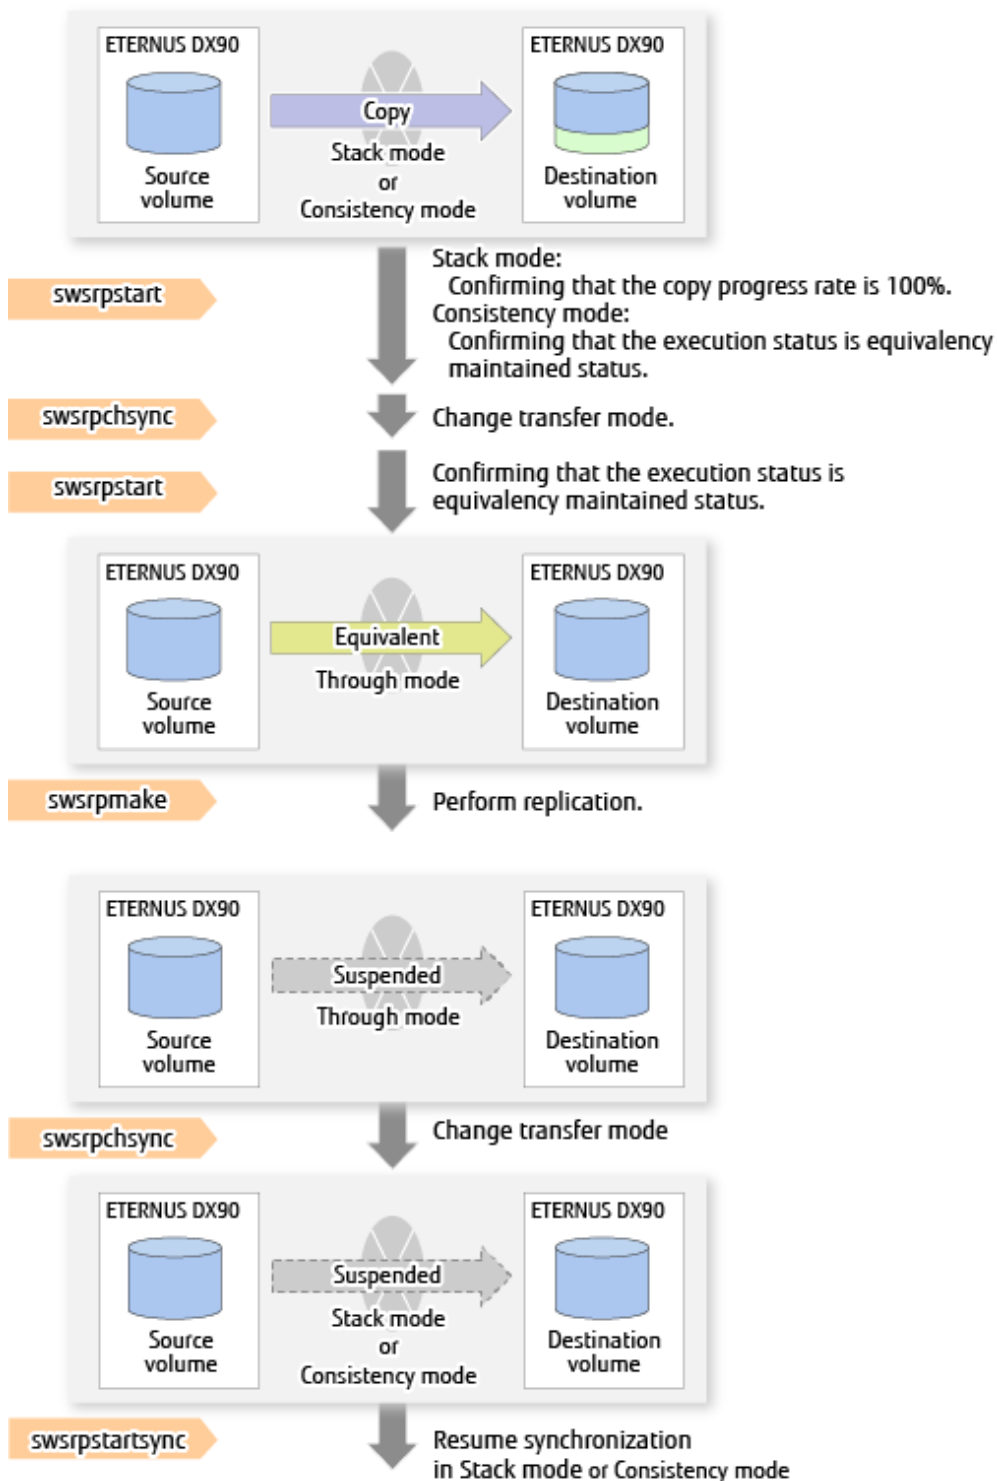 ETERNUS DX90
ETERNUS DX90
Copy
Stack mode
or
Consistency mode
Source
volume
Destination
volume
swsrpstart
Stack mode:
Confirming that the copy progress rate is 100%.
Consistency mode:
Confirming that the execution status is equivalency
maintained status.
swsrpchsync
Change transfer mode.
swsrpstart
Confirming that the execution status is
equivalency maintained status.
ETERNUS DX90
ETERNUS DX90
Equivalent
Through mode
Source
volume
Destination
volume
swsrpmake
Perform replication.
ETERNUS DX90
ETERNUS DX90
Suspended
Through mode
Source
volume
Destination
volume
swsrpchsync
Change transfer mode
ETERNUS DX90
ETERNUS DX90
Suspended
Stack mode
or
Consistency mode
Source
volume
Destination
volume
swsrpstartsync
Resume synchronization
in Stack mode or Consistency mode